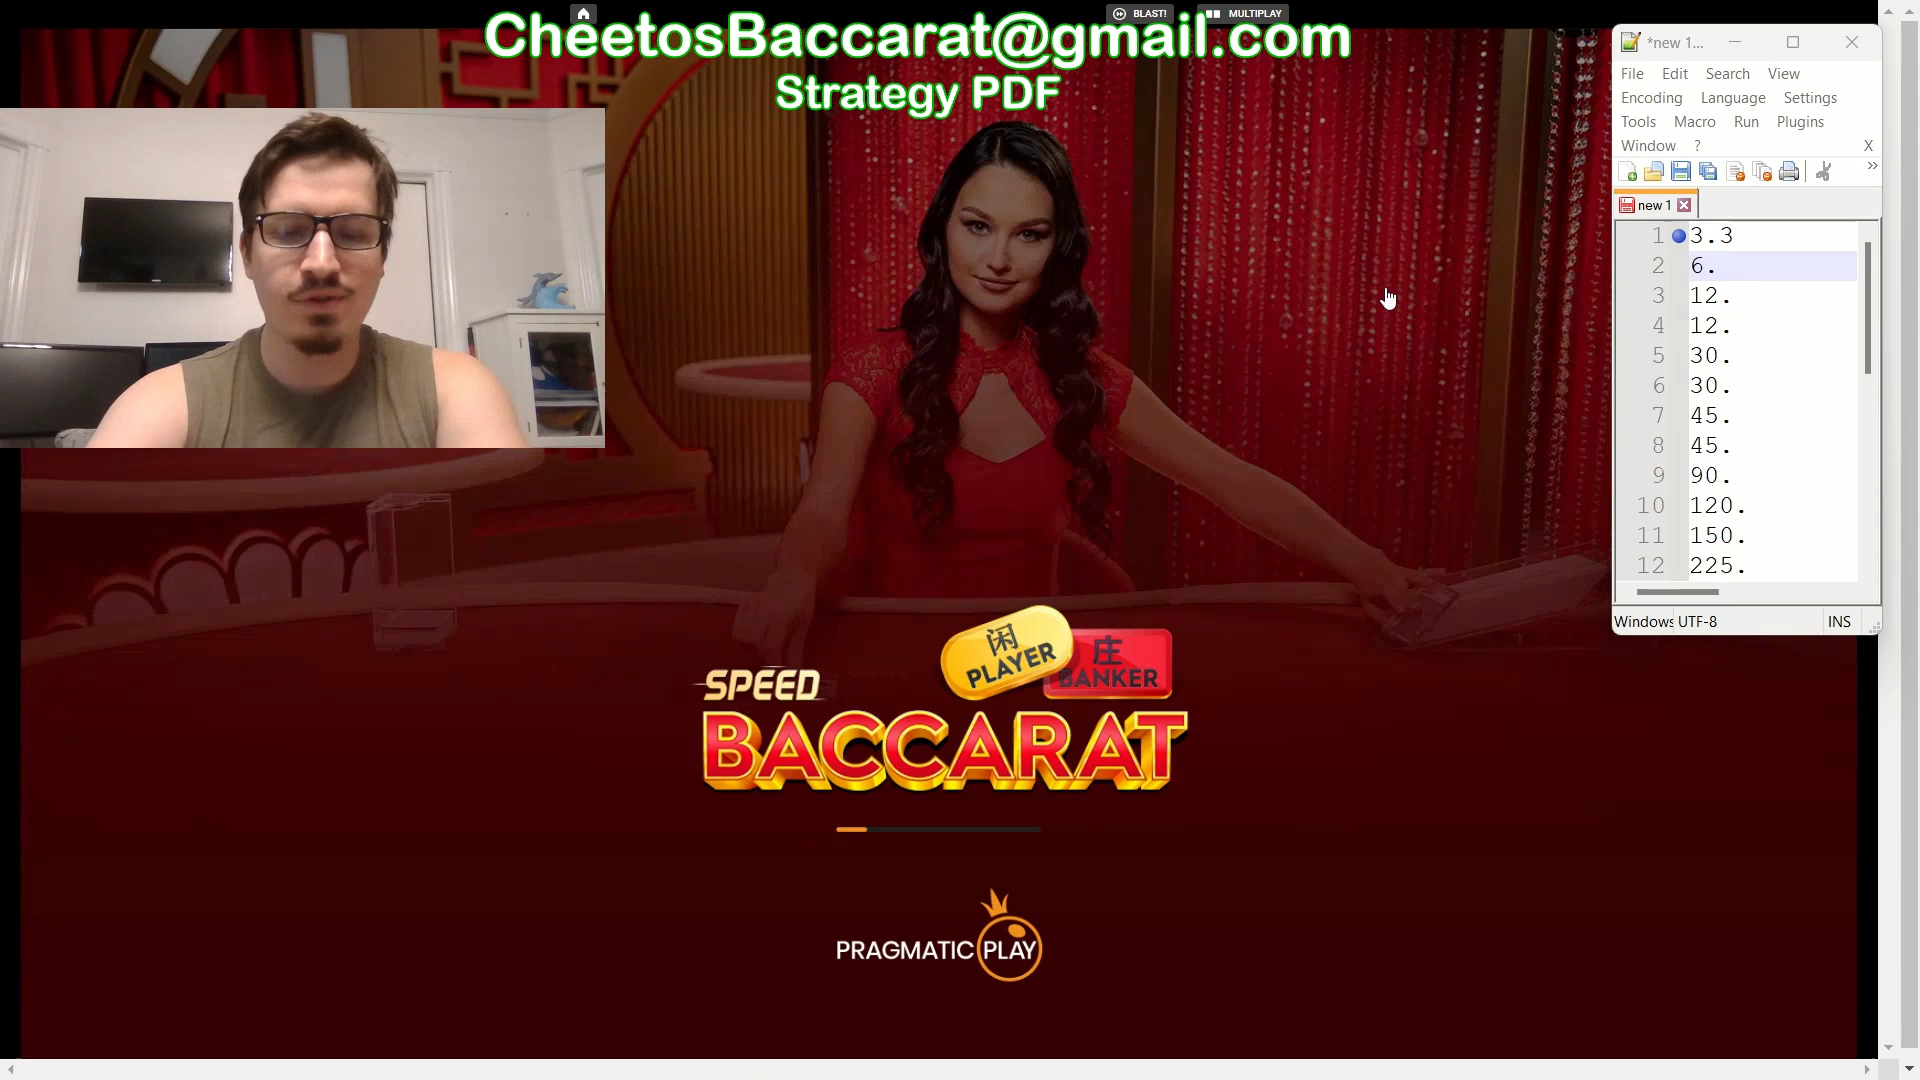 BLAST!
MULTIPLAY
CheetosBaccarat@gmail.com
Strategy PDF
*new 1...
File Edit Search View
Encoding Language Settings
Tools Macro Run Plugins
Window ? X
new 1
1 3.3
2 6.
3 12.
4 12.
5 30.
6 30.
7 45.
8 45.
9 90.
10 120.
11 150.
12 225.
Windows UTF-8 INS
闲
PLAYER
庄
BANKER
SPEED
BACCARAT
PRAGMATIC PLAY